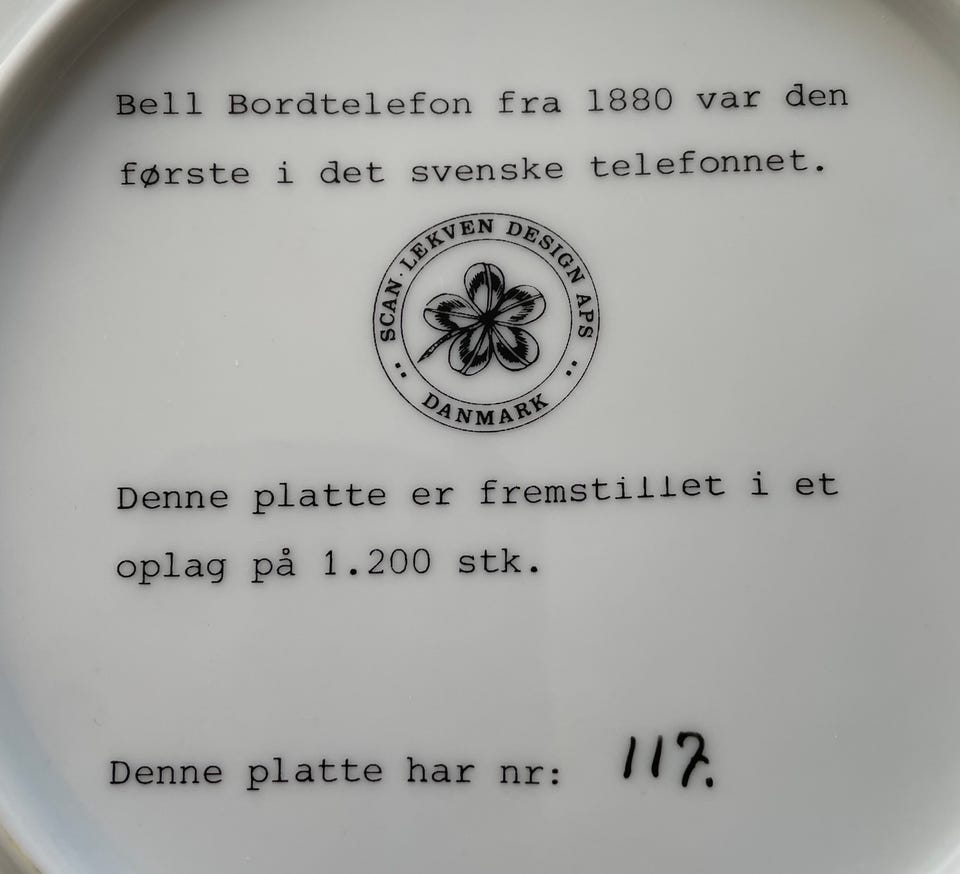 Bell Bordtelefon fra 1880 var den
første i det svenske telefonnet.
SCAN·LEKVEN DESIGN APS
DANMARK
Denne platte er fremstillet i et
oplag på 1.200 stk.
Denne platte har nr: 117.